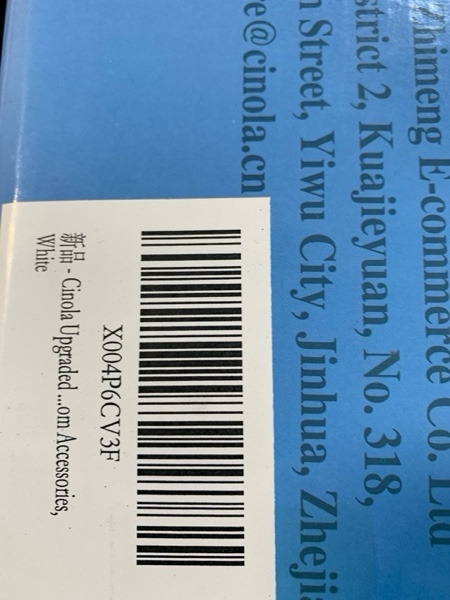 Zhimeng E-commerce Co. Ltd
strict 2, Kuajieyuan, No. 318,
Street, Yiwu City, Jinhua, Zheji
e@cinola.cn
X004P6CV3F
新品 - Cinola Upgraded ...om Accessories,
White